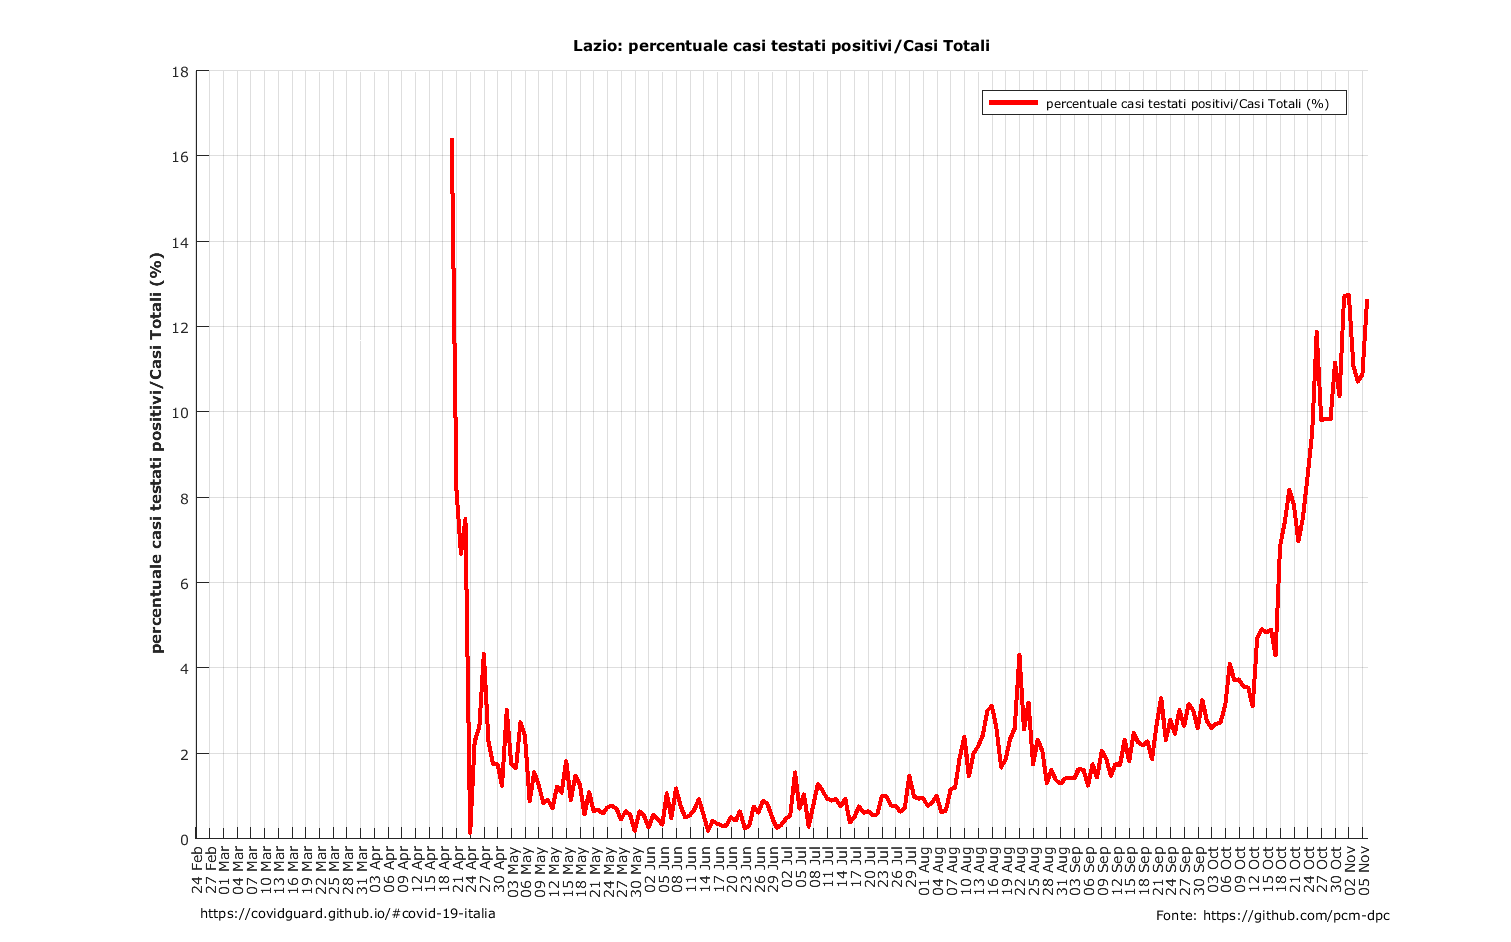 Lazio: percentuale casi testati positivi/Casi Totali
percentuale casi testati positivi/Casi Totali (%)
percentuale casi testati positivi/Casi Totali (%)
18
16
14
12
10
8
6
4
2
0
24 Feb
27 Feb
01 Mar
04 Mar
07 Mar
10 Mar
13 Mar
16 Mar
19 Mar
22 Mar
25 Mar
28 Mar
31 Mar
03 Apr
06 Apr
09 Apr
12 Apr
15 Apr
18 Apr
21 Apr
24 Apr
27 Apr
30 Apr
03 May
06 May
09 May
12 May
15 May
18 May
21 May
24 May
27 May
30 May
02 Jun
05 Jun
08 Jun
11 Jun
14 Jun
17 Jun
20 Jun
23 Jun
26 Jun
29 Jun
02 Jul
05 Jul
08 Jul
11 Jul
14 Jul
17 Jul
20 Jul
23 Jul
26 Jul
29 Jul
01 Aug
04 Aug
07 Aug
10 Aug
13 Aug
16 Aug
19 Aug
22 Aug
25 Aug
28 Aug
31 Aug
03 Sep
06 Sep
09 Sep
12 Sep
15 Sep
18 Sep
21 Sep
24 Sep
27 Sep
30 Sep
03 Oct
06 Oct
09 Oct
12 Oct
15 Oct
18 Oct
21 Oct
24 Oct
27 Oct
30 Oct
02 Nov
05 Nov
https://covidguard.github.io/#covid-19-italia
Fonte: https://github.com/pcm-dpc